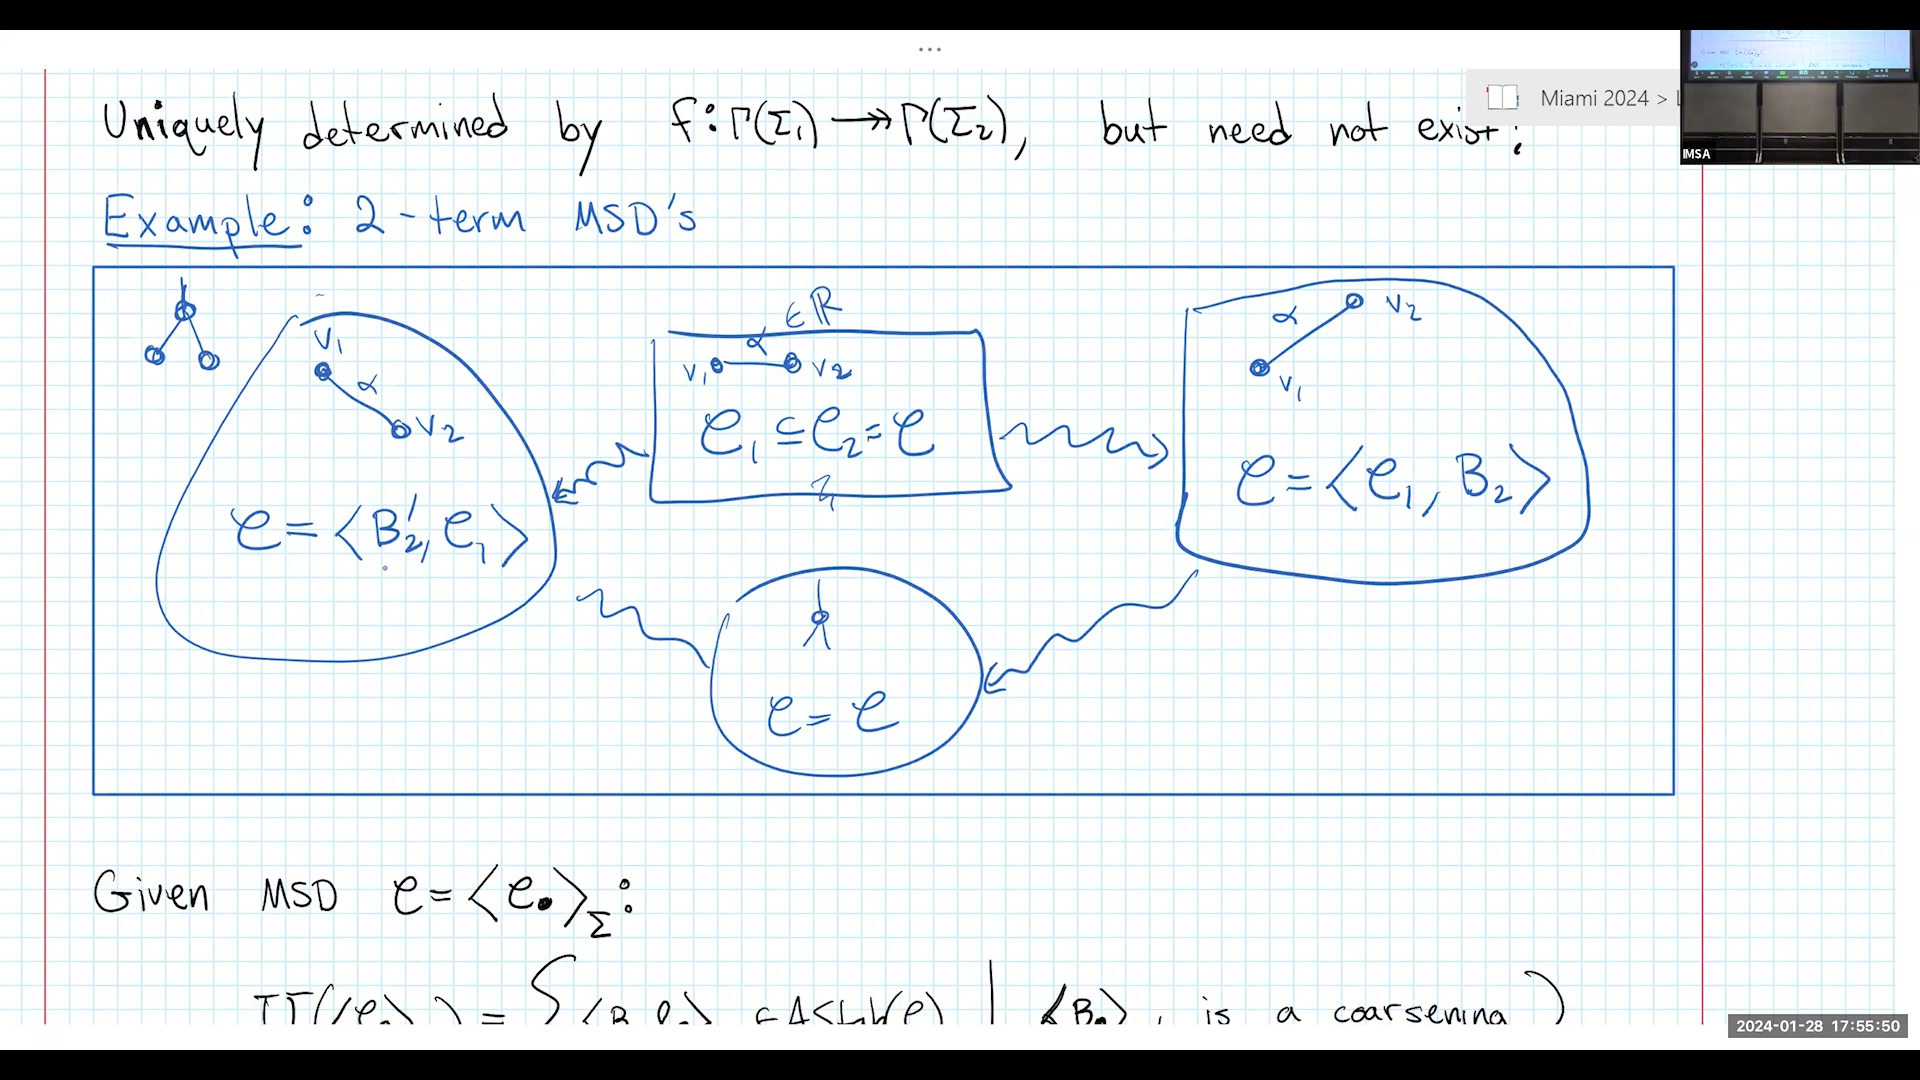 ...
Miami 2024 > L
IMSA
Uniquely determined by f: Γ(Σ₁) ↠ Γ(Σ₂), but need not exist!
Example: 2-term MSD's
v₁ α v₂
𝒞 = ⟨B₂', 𝒞₁⟩
∈ ℝ
v₁ α v₂
𝒞₁ ⊆ 𝒞₂ = 𝒞
α v₂
v₁
𝒞 = ⟨𝒞₁, B₂⟩
𝒞 = 𝒞
Given MSD 𝒞 = ⟨𝒞•⟩_Σ :
is a coarsening
2024-01-28 17:55:50